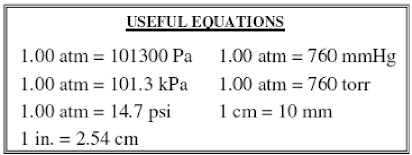 USEFUL EQUATIONS
1.00 atm = 101300 Pa 1.00 atm = 760 mmHg
1.00 atm = 101.3 kPa 1.00 atm = 760 torr
1.00 atm = 14.7 psi 1 cm = 10 mm
1 in. = 2.54 cm